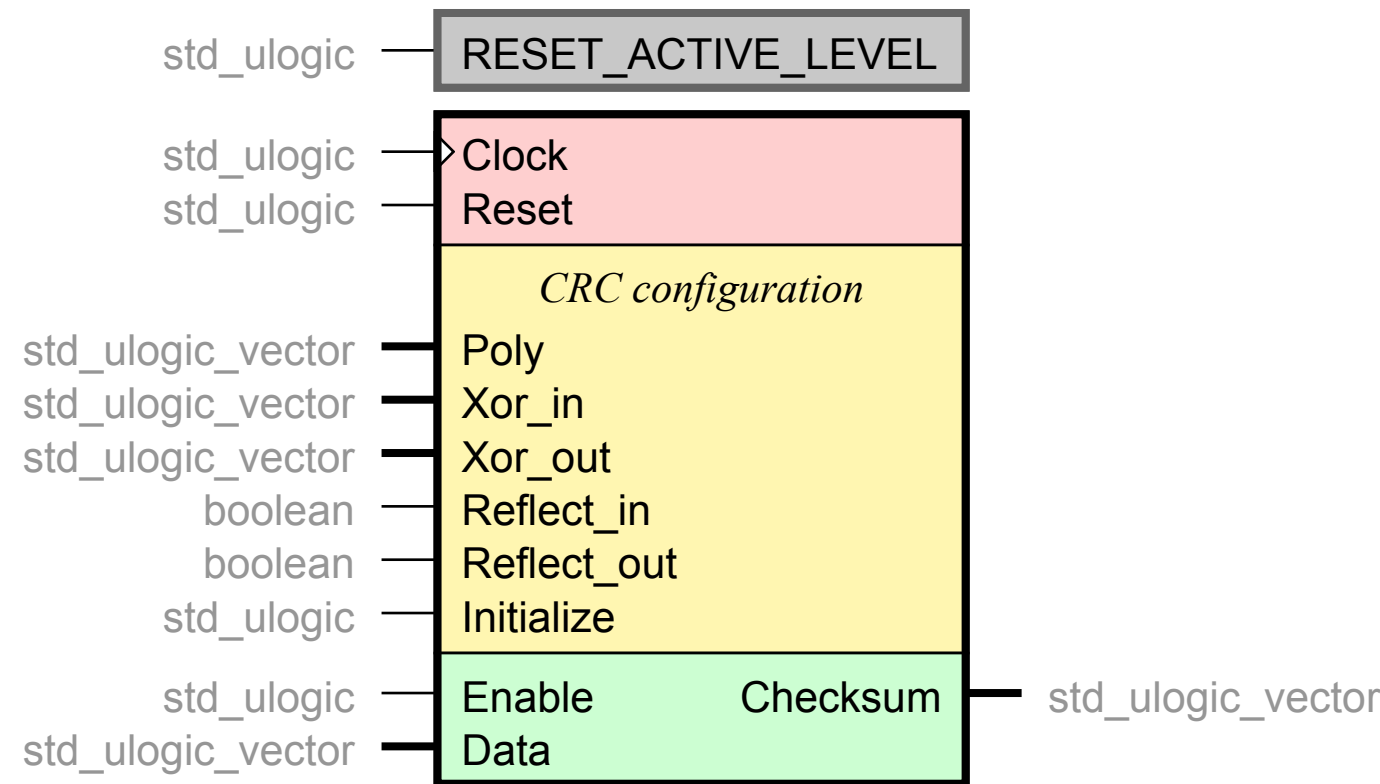 std_ulogic RESET_ACTIVE_LEVEL
std_ulogic Clock
std_ulogic Reset
CRC configuration
std_ulogic_vector Poly
std_ulogic_vector Xor_in
std_ulogic_vector Xor_out
boolean Reflect_in
boolean Reflect_out
std_ulogic Initialize
std_ulogic Enable Checksum std_ulogic_vector
std_ulogic_vector Data